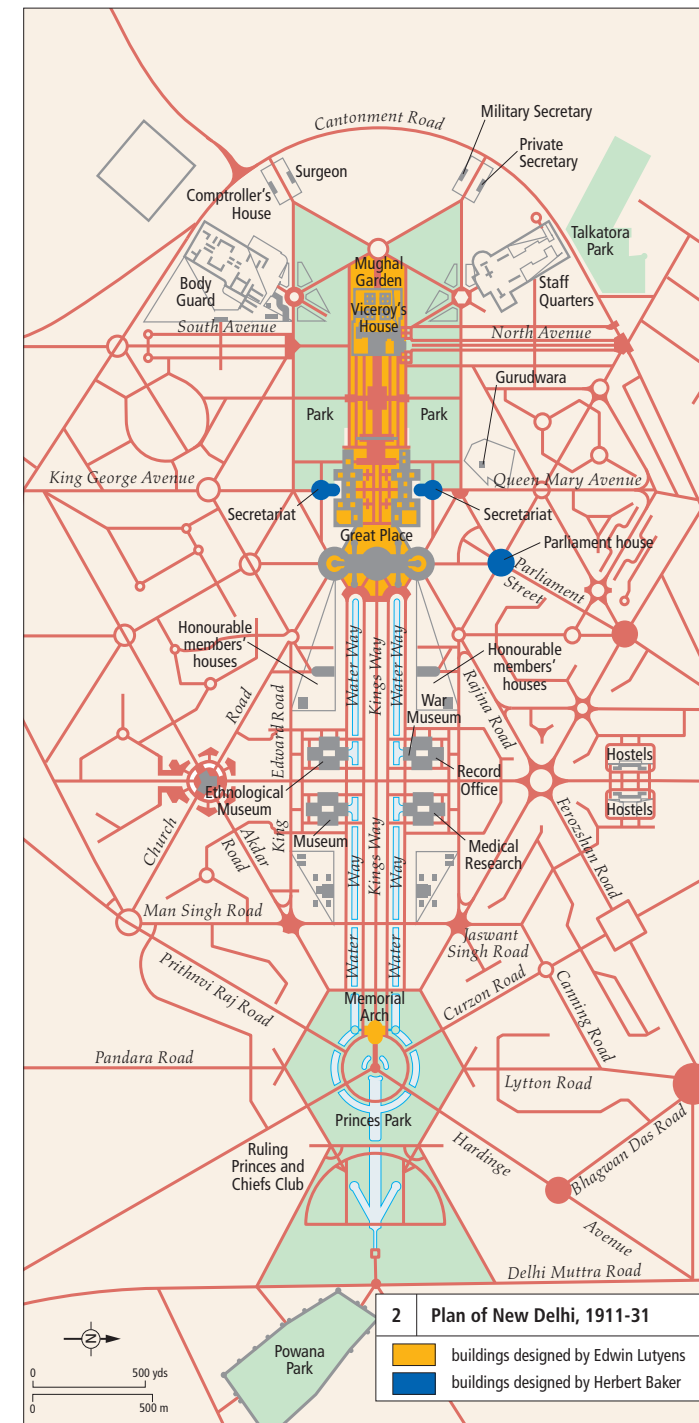 Cantonment Road
Military Secretary
Private
Secretary
Surgeon
Comptroller's
House
Talkatora
Park
Mughal
Garden
Body
Guard
Staff
Quarters
Viceroy's
House
South Avenue
North Avenue
Gurudwara
Park
Park
King George Avenue
Queen Mary Avenue
Secretariat
Secretariat
Great Place
Parliament house
Parliament
Street
Honourable
members'
houses
Water Way
Kings Way
Water Way
Honourable
members'
houses
Rajina Road
War
Museum
Road
King Edward Road
Record
Office
Hostels
Hostels
Ethnological
Museum
Museum
Medical
Research
Church
Akdar
Road
Ferozshan Road
Water Way
Kings Way
Water Way
Man Singh Road
Jaswant
Singh Road
Prithnvi Raj Road
Curzon Road
Canning Road
Memorial
Arch
Pandara Road
Lytton Road
Princes Park
Hardinge
Avenue
Bhagwan Das Road
Ruling
Princes and
Chiefs Club
Delhi Muttra Road
Powana
Park
N
0 500 yds
0 500 m
2 Plan of New Delhi, 1911-31
buildings designed by Edwin Lutyens
buildings designed by Herbert Baker